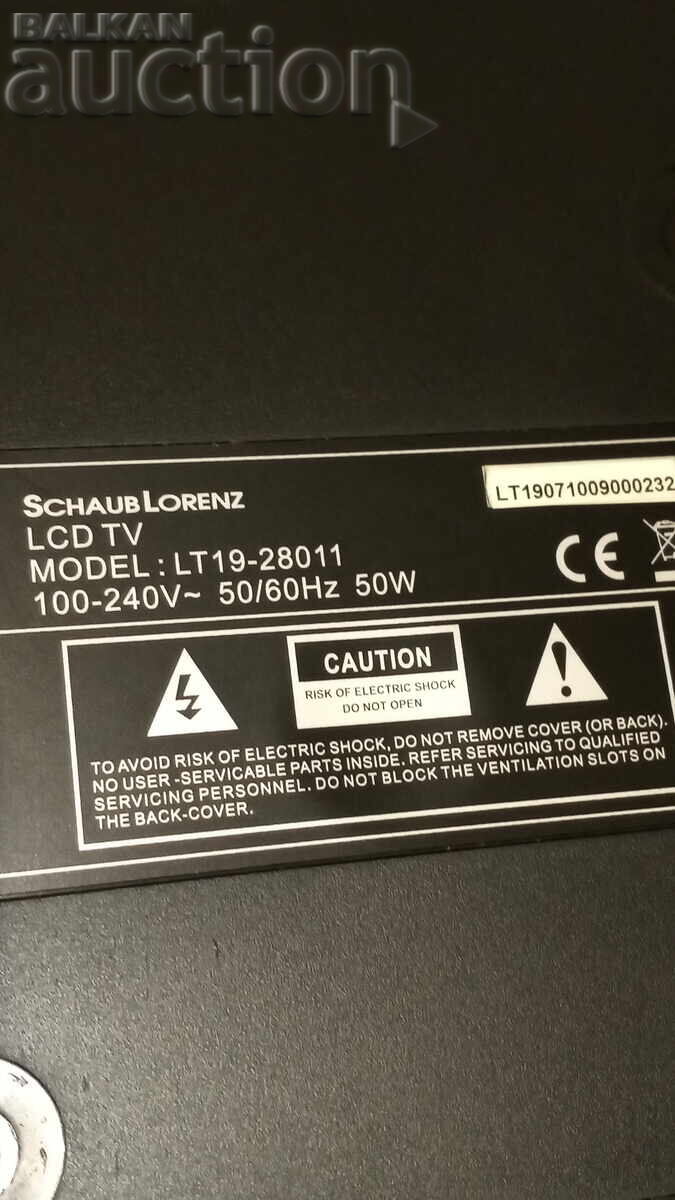 BALKAN
auction
SCHAUB LORENZ
LT19071009000232
LCD TV
MODEL : LT19-28011
CE
100-240V~ 50/60Hz 50W
CAUTION
RISK OF ELECTRIC SHOCK
DO NOT OPEN
TO AVOID RISK OF ELECTRIC SHOCK, DO NOT REMOVE COVER (OR BACK).
NO USER -SERVICABLE PARTS INSIDE. REFER SERVICING TO QUALIFIED
SERVICING PERSONNEL. DO NOT BLOCK THE VENTILATION SLOTS ON
THE BACK-COVER.